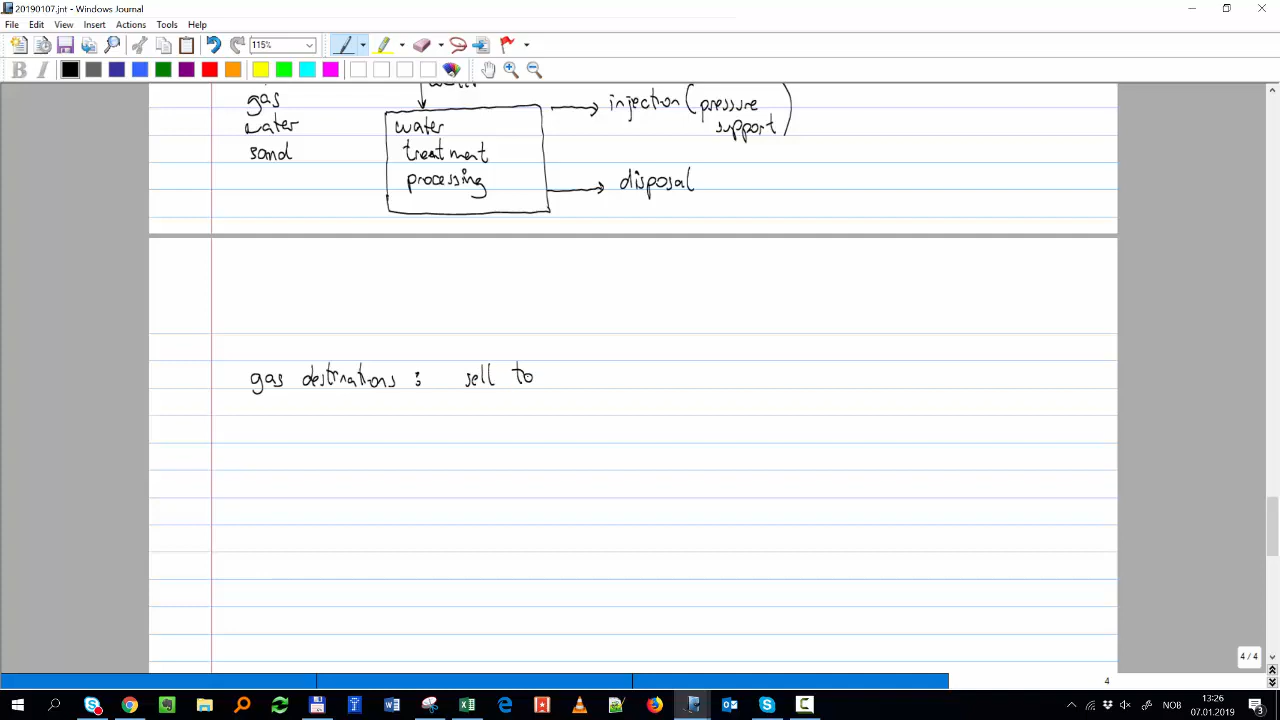 20190107.jnt - Windows Journal
File Edit View Insert Actions Tools Help
115%
B I
gas
water
sand
water
treatment
processing
injection (pressure
support)
disposal
gas destinations : sell to
4 / 4
4
NOB
13:26
07.01.2019
3